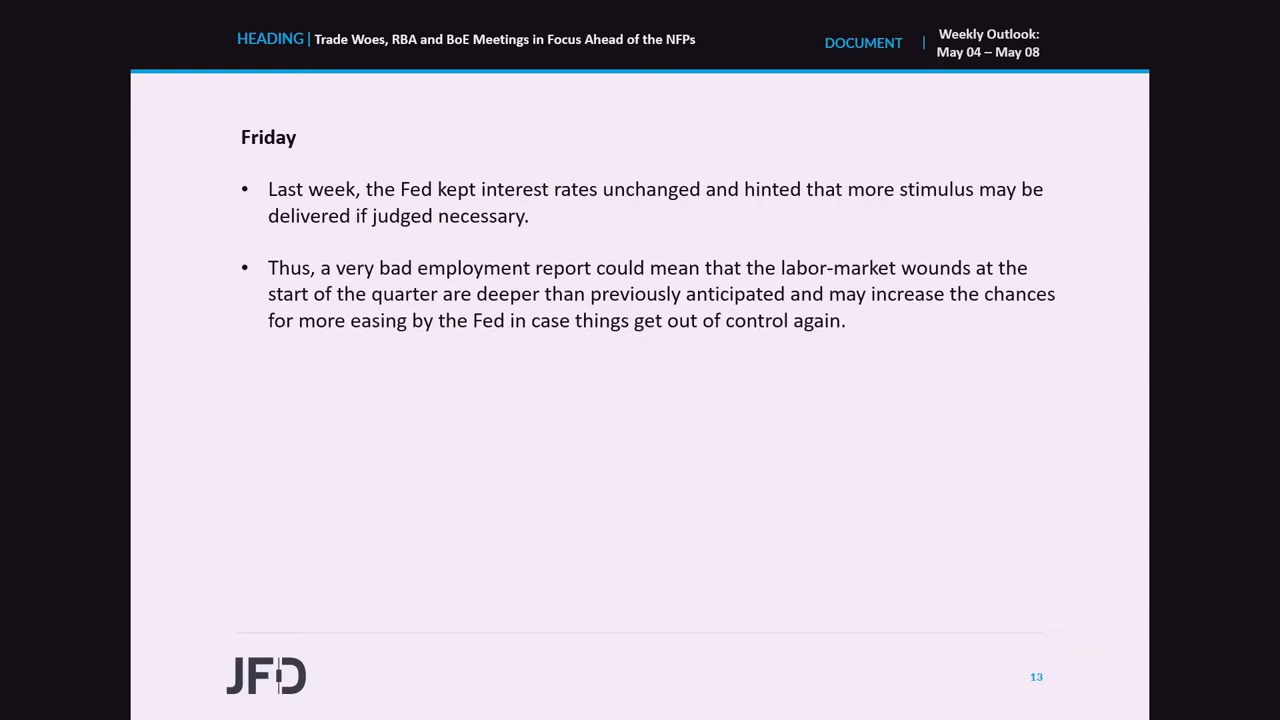 HEADING | Trade Woes, RBA and BoE Meetings in Focus Ahead of the NFPs
DOCUMENT | Weekly Outlook:
May 04 – May 08
Friday
• Last week, the Fed kept interest rates unchanged and hinted that more stimulus may be
delivered if judged necessary.
• Thus, a very bad employment report could mean that the labor-market wounds at the
start of the quarter are deeper than previously anticipated and may increase the chances
for more easing by the Fed in case things get out of control again.
JFD
13